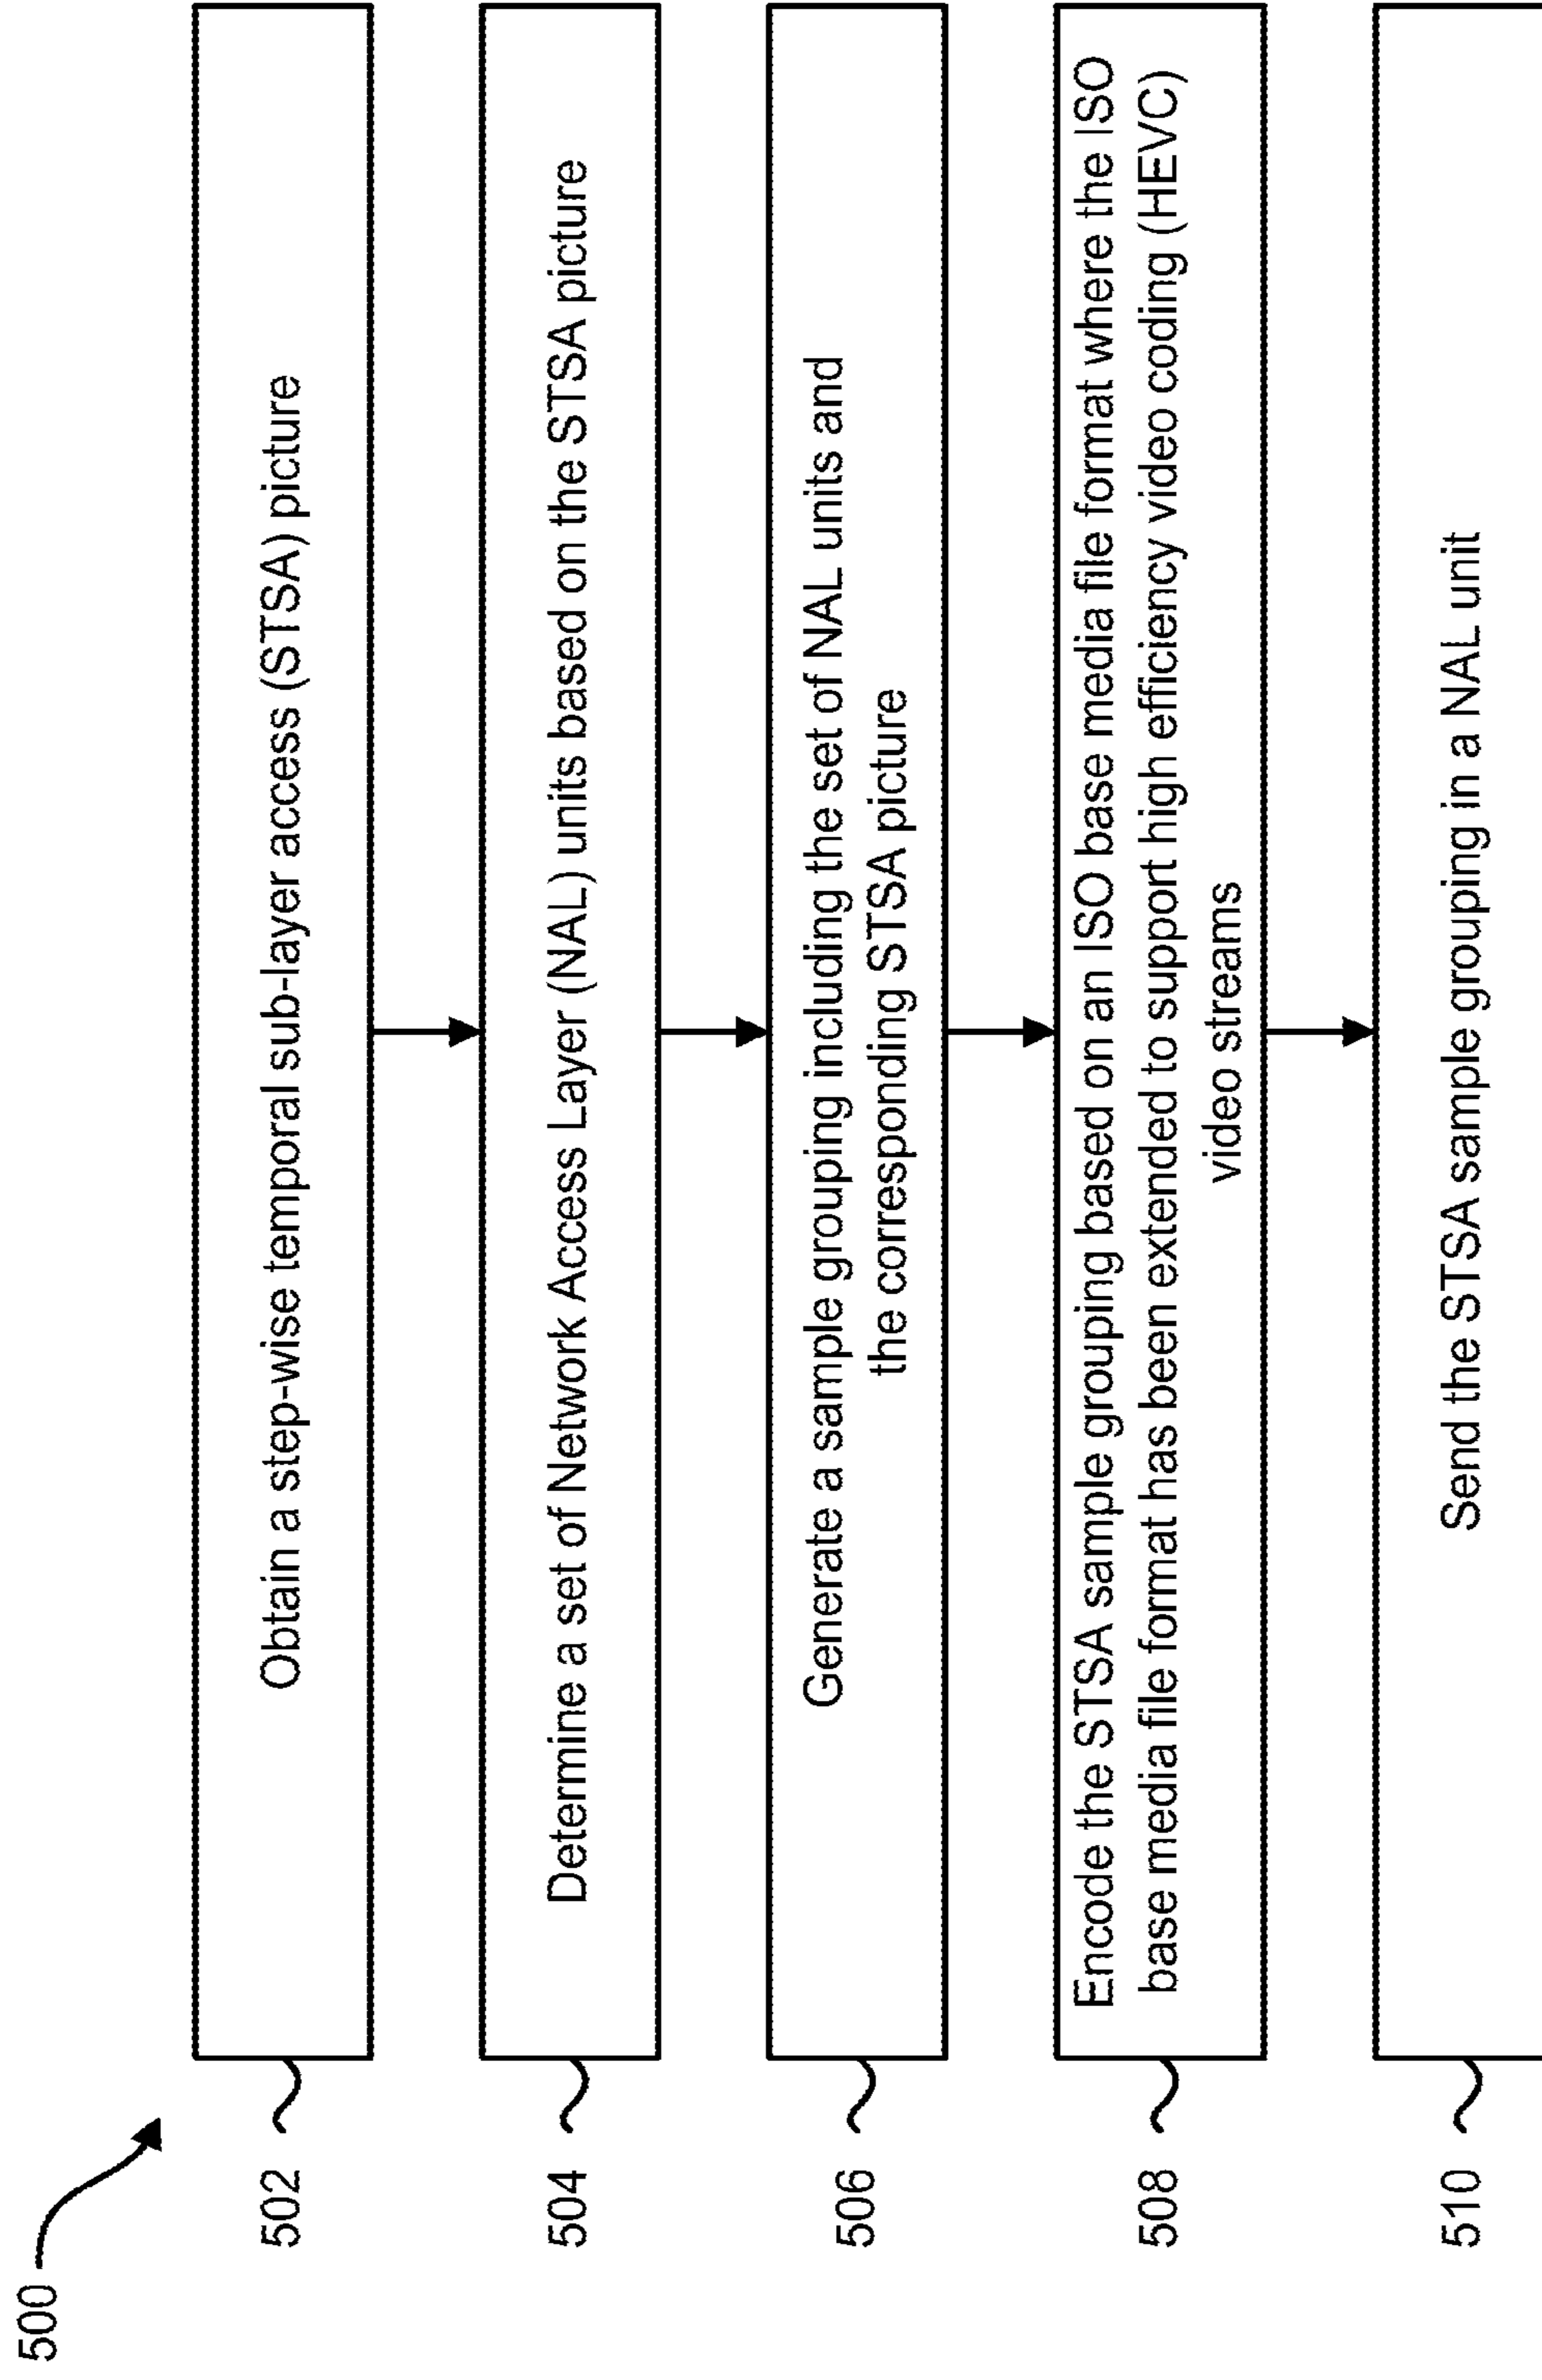 500
502
Obtain a step-wise temporal sub-layer access (STSA) picture
504
Determine a set of Network Access Layer (NAL) units based on the STSA picture
506
Generate a sample grouping including the set of NAL units and
the corresponding STSA picture
508
Encode the STSA sample grouping based on an ISO base media file format where the ISO
base media file format has been extended to support high efficiency video coding (HEVC)
video streams
510
Send the STSA sample grouping in a NAL unit